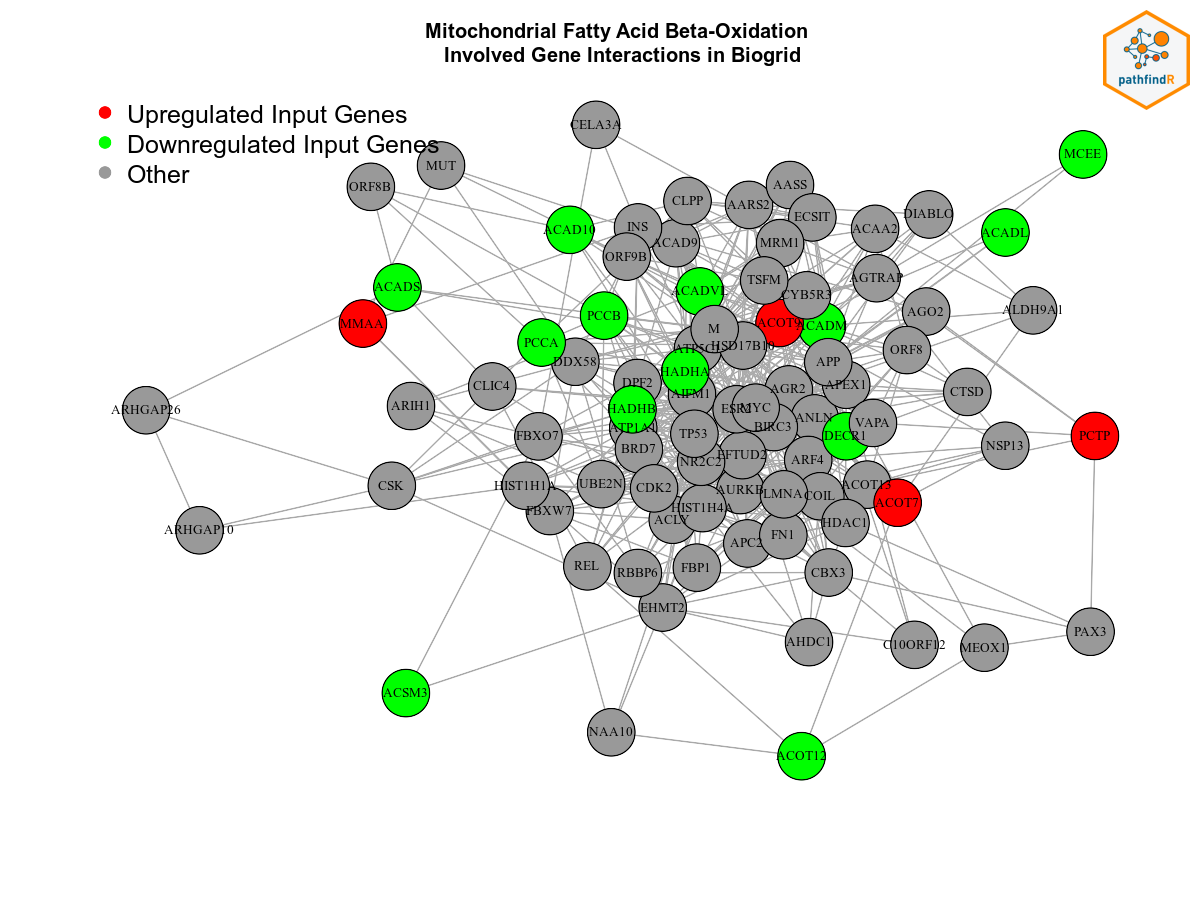 Mitochondrial Fatty Acid Beta-Oxidation
Involved Gene Interactions in Biogrid
pathfindR
Upregulated Input Genes
Downregulated Input Genes
Other
CELA3A
MCEE
MUT
ORF8B
AASS
CLPP
AARS2
ECSIT
DIABLO
ACAD10
INS
ACAA2
ACADL
ACAD9
MRM1
ORF9B
TSFM
AGTRAP
ACADS
ACADVL
CYB5R3
ALDH9A1
AGO2
PCCB
MMAA
ACOT9
ACADM
M
PCCA
HSD17B10
ORF8
DDX58
APP
HADHA
DPF2
CLIC4
AIFM1
AGR2
APEX1
CTSD
ARIH1
HADHB
ESR2
MYC
ARHGAP26
ANLN
VAPA
ATP1A1
BIRC3
TP53
FBXO7
DECR1
PCTP
NSP13
BRD7
EFTUD2
NR2C2
ARF4
CSK
HIST1H1A
UBE2N
CDK2
AURKB
LMNA
COIL
ACOT13
ACOT7
HIST1H4A
FBXW7
ACLY
HDAC1
ARHGAP10
APC2
FN1
REL
RBBP6
FBP1
CBX3
EHMT2
AHDC1
C10ORF12
MEOX1
PAX3
ACSM3
NAA10
ACOT12